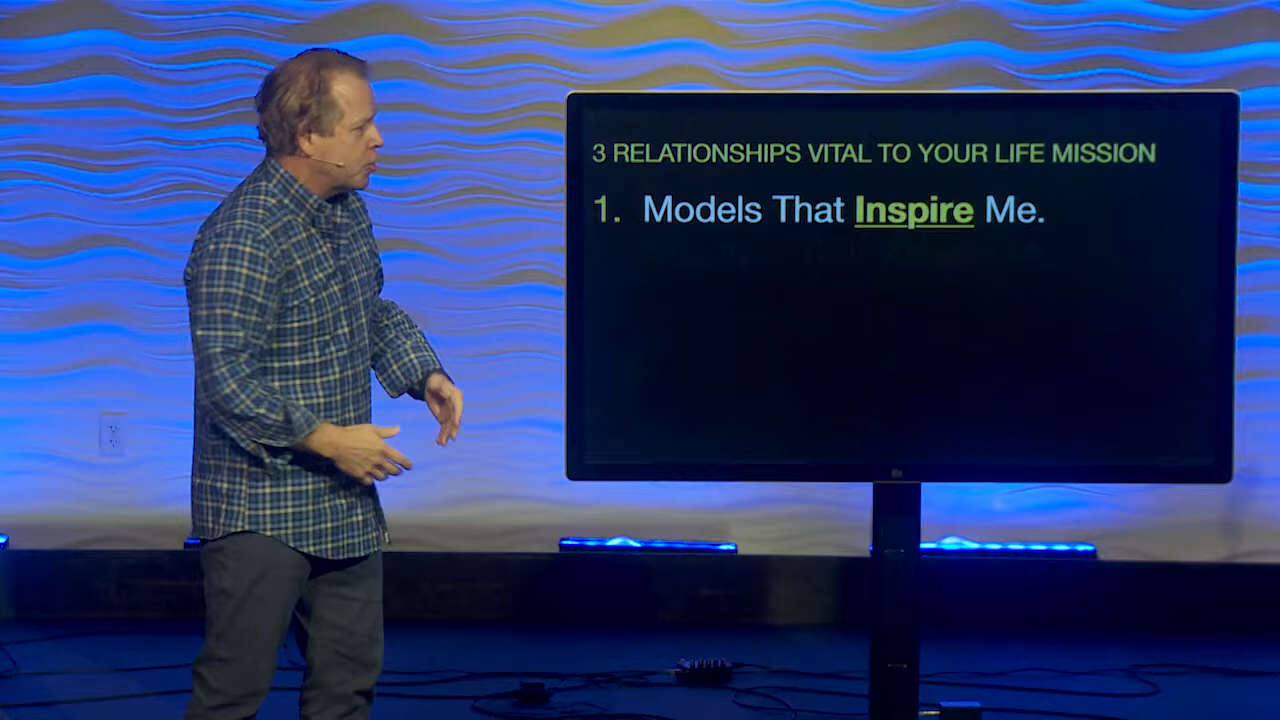 3 RELATIONSHIPS VITAL TO YOUR LIFE MISSION
1. Models That Inspire Me.